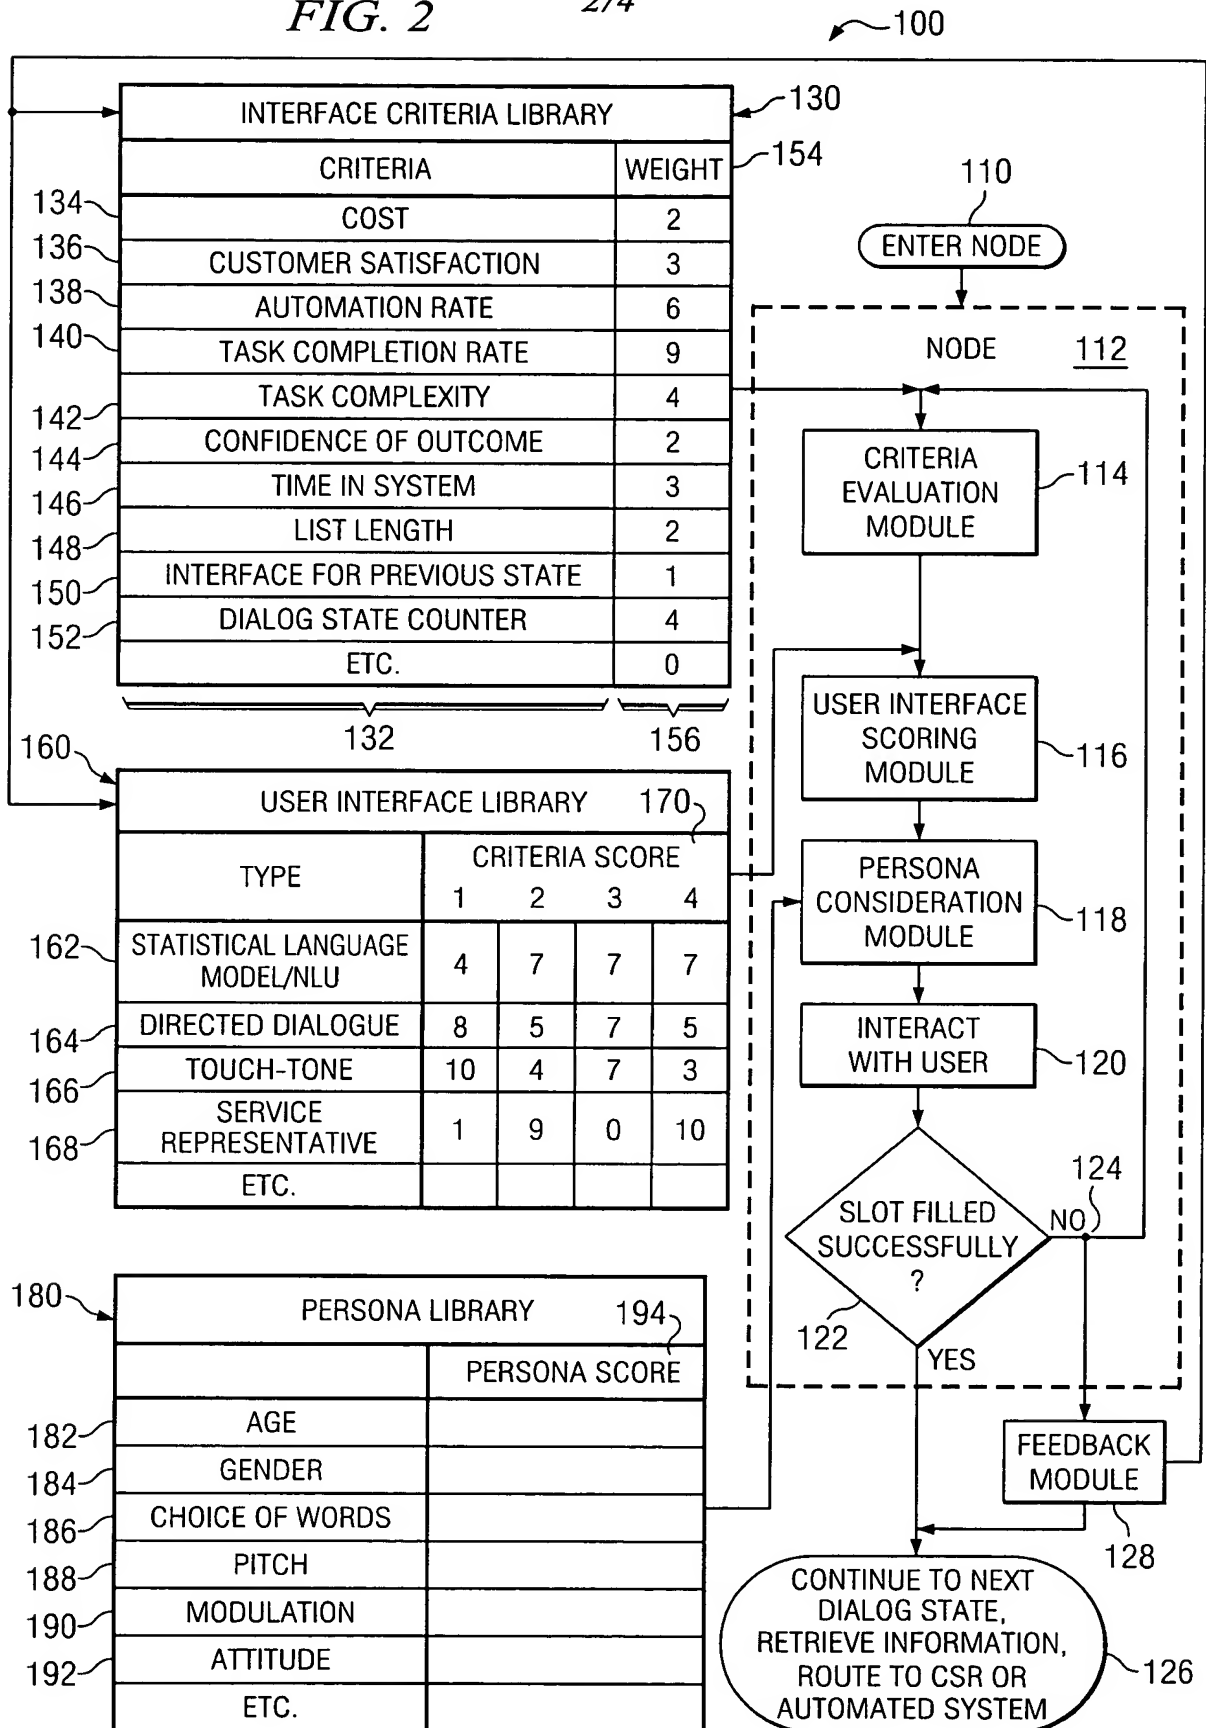 FIG. 2
2/4
100
INTERFACE CRITERIA LIBRARY
130
CRITERIA WEIGHT
154
134 COST 2
136 CUSTOMER SATISFACTION 3
138 AUTOMATION RATE 6
140 TASK COMPLETION RATE 9
142 TASK COMPLEXITY 4
144 CONFIDENCE OF OUTCOME 2
146 TIME IN SYSTEM 3
148 LIST LENGTH 2
150 INTERFACE FOR PREVIOUS STATE 1
152 DIALOG STATE COUNTER 4
ETC. 0
132 156
160
USER INTERFACE LIBRARY 170
TYPE CRITERIA SCORE
1 2 3 4
162 STATISTICAL LANGUAGE
MODEL/NLU 4 7 7 7
164 DIRECTED DIALOGUE 8 5 7 5
166 TOUCH-TONE 10 4 7 3
168 SERVICE
REPRESENTATIVE 1 9 0 10
ETC.
180
PERSONA LIBRARY 194
PERSONA SCORE
182 AGE
184 GENDER
186 CHOICE OF WORDS
188 PITCH
190 MODULATION
192 ATTITUDE
ETC.
110
ENTER NODE
NODE 112
CRITERIA
EVALUATION
MODULE
114
USER INTERFACE
SCORING
MODULE
116
PERSONA
CONSIDERATION
MODULE
118
INTERACT
WITH USER
120
SLOT FILLED
SUCCESSFULLY
?
122
NO
124
YES
FEEDBACK
MODULE
128
CONTINUE TO NEXT
DIALOG STATE,
RETRIEVE INFORMATION,
ROUTE TO CSR OR
AUTOMATED SYSTEM
126